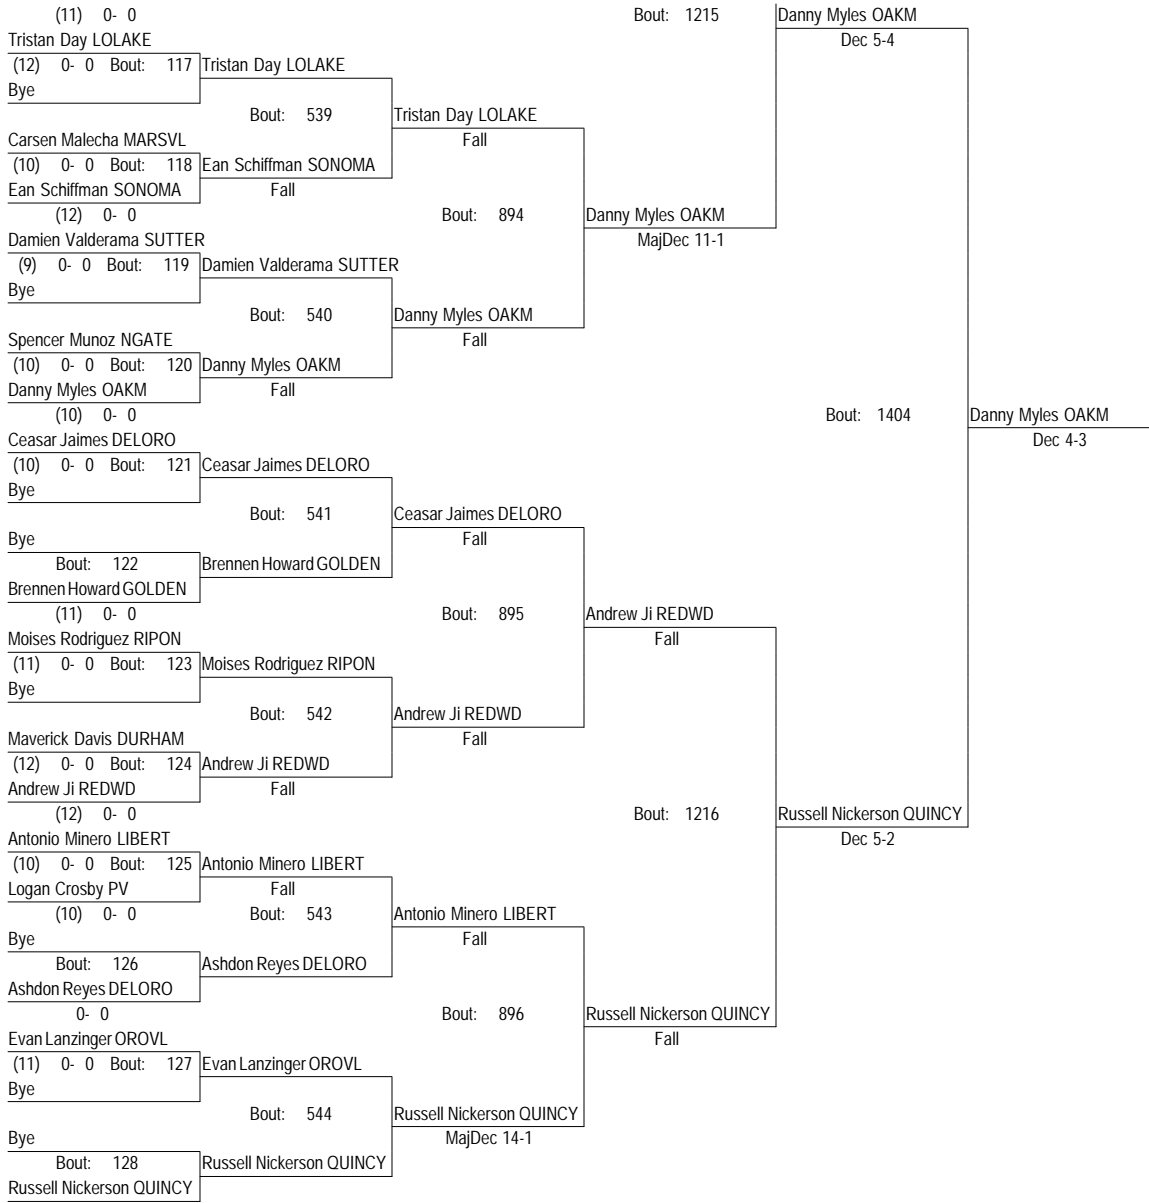 (11) 0- 0 Bout: 1215 Danny Myles OAKM
Tristan Day LOLAKE Dec 5-4
(12) 0- 0 Bout: 117 Tristan Day LOLAKE
Bye
Bout: 539 Tristan Day LOLAKE
Carsen Malecha MARSVL Fall
(10) 0- 0 Bout: 118 Ean Schiffman SONOMA
Ean Schiffman SONOMA Fall
(12) 0- 0 Bout: 894 Danny Myles OAKM
Damien Valderama SUTTER MajDec 11-1
(9) 0- 0 Bout: 119 Damien Valderama SUTTER
Bye
Bout: 540 Danny Myles OAKM
Spencer Munoz NGATE Fall
(10) 0- 0 Bout: 120 Danny Myles OAKM
Danny Myles OAKM Fall
(10) 0- 0 Bout: 1404 Danny Myles OAKM
Ceasar Jaimes DELORO Dec 4-3
(10) 0- 0 Bout: 121 Ceasar Jaimes DELORO
Bye
Bout: 541 Ceasar Jaimes DELORO
Bye Fall
Bout: 122 Brennen Howard GOLDEN
Brennen Howard GOLDEN
(11) 0- 0 Bout: 895 Andrew Ji REDWD
Moises Rodriguez RIPON Fall
(11) 0- 0 Bout: 123 Moises Rodriguez RIPON
Bye
Bout: 542 Andrew Ji REDWD
Maverick Davis DURHAM Fall
(12) 0- 0 Bout: 124 Andrew Ji REDWD
Andrew Ji REDWD Fall
(12) 0- 0 Bout: 1216 Russell Nickerson QUINCY
Antonio Minero LIBERT Dec 5-2
(10) 0- 0 Bout: 125 Antonio Minero LIBERT
Logan Crosby PV Fall
(10) 0- 0 Bout: 543 Antonio Minero LIBERT
Bye Fall
Bout: 126 Ashdon Reyes DELORO
Ashdon Reyes DELORO
0- 0 Bout: 896 Russell Nickerson QUINCY
Evan Lanzinger OROVL Fall
(11) 0- 0 Bout: 127 Evan Lanzinger OROVL
Bye
Bout: 544 Russell Nickerson QUINCY
Bye MajDec 14-1
Bout: 128 Russell Nickerson QUINCY
Russell Nickerson QUINCY